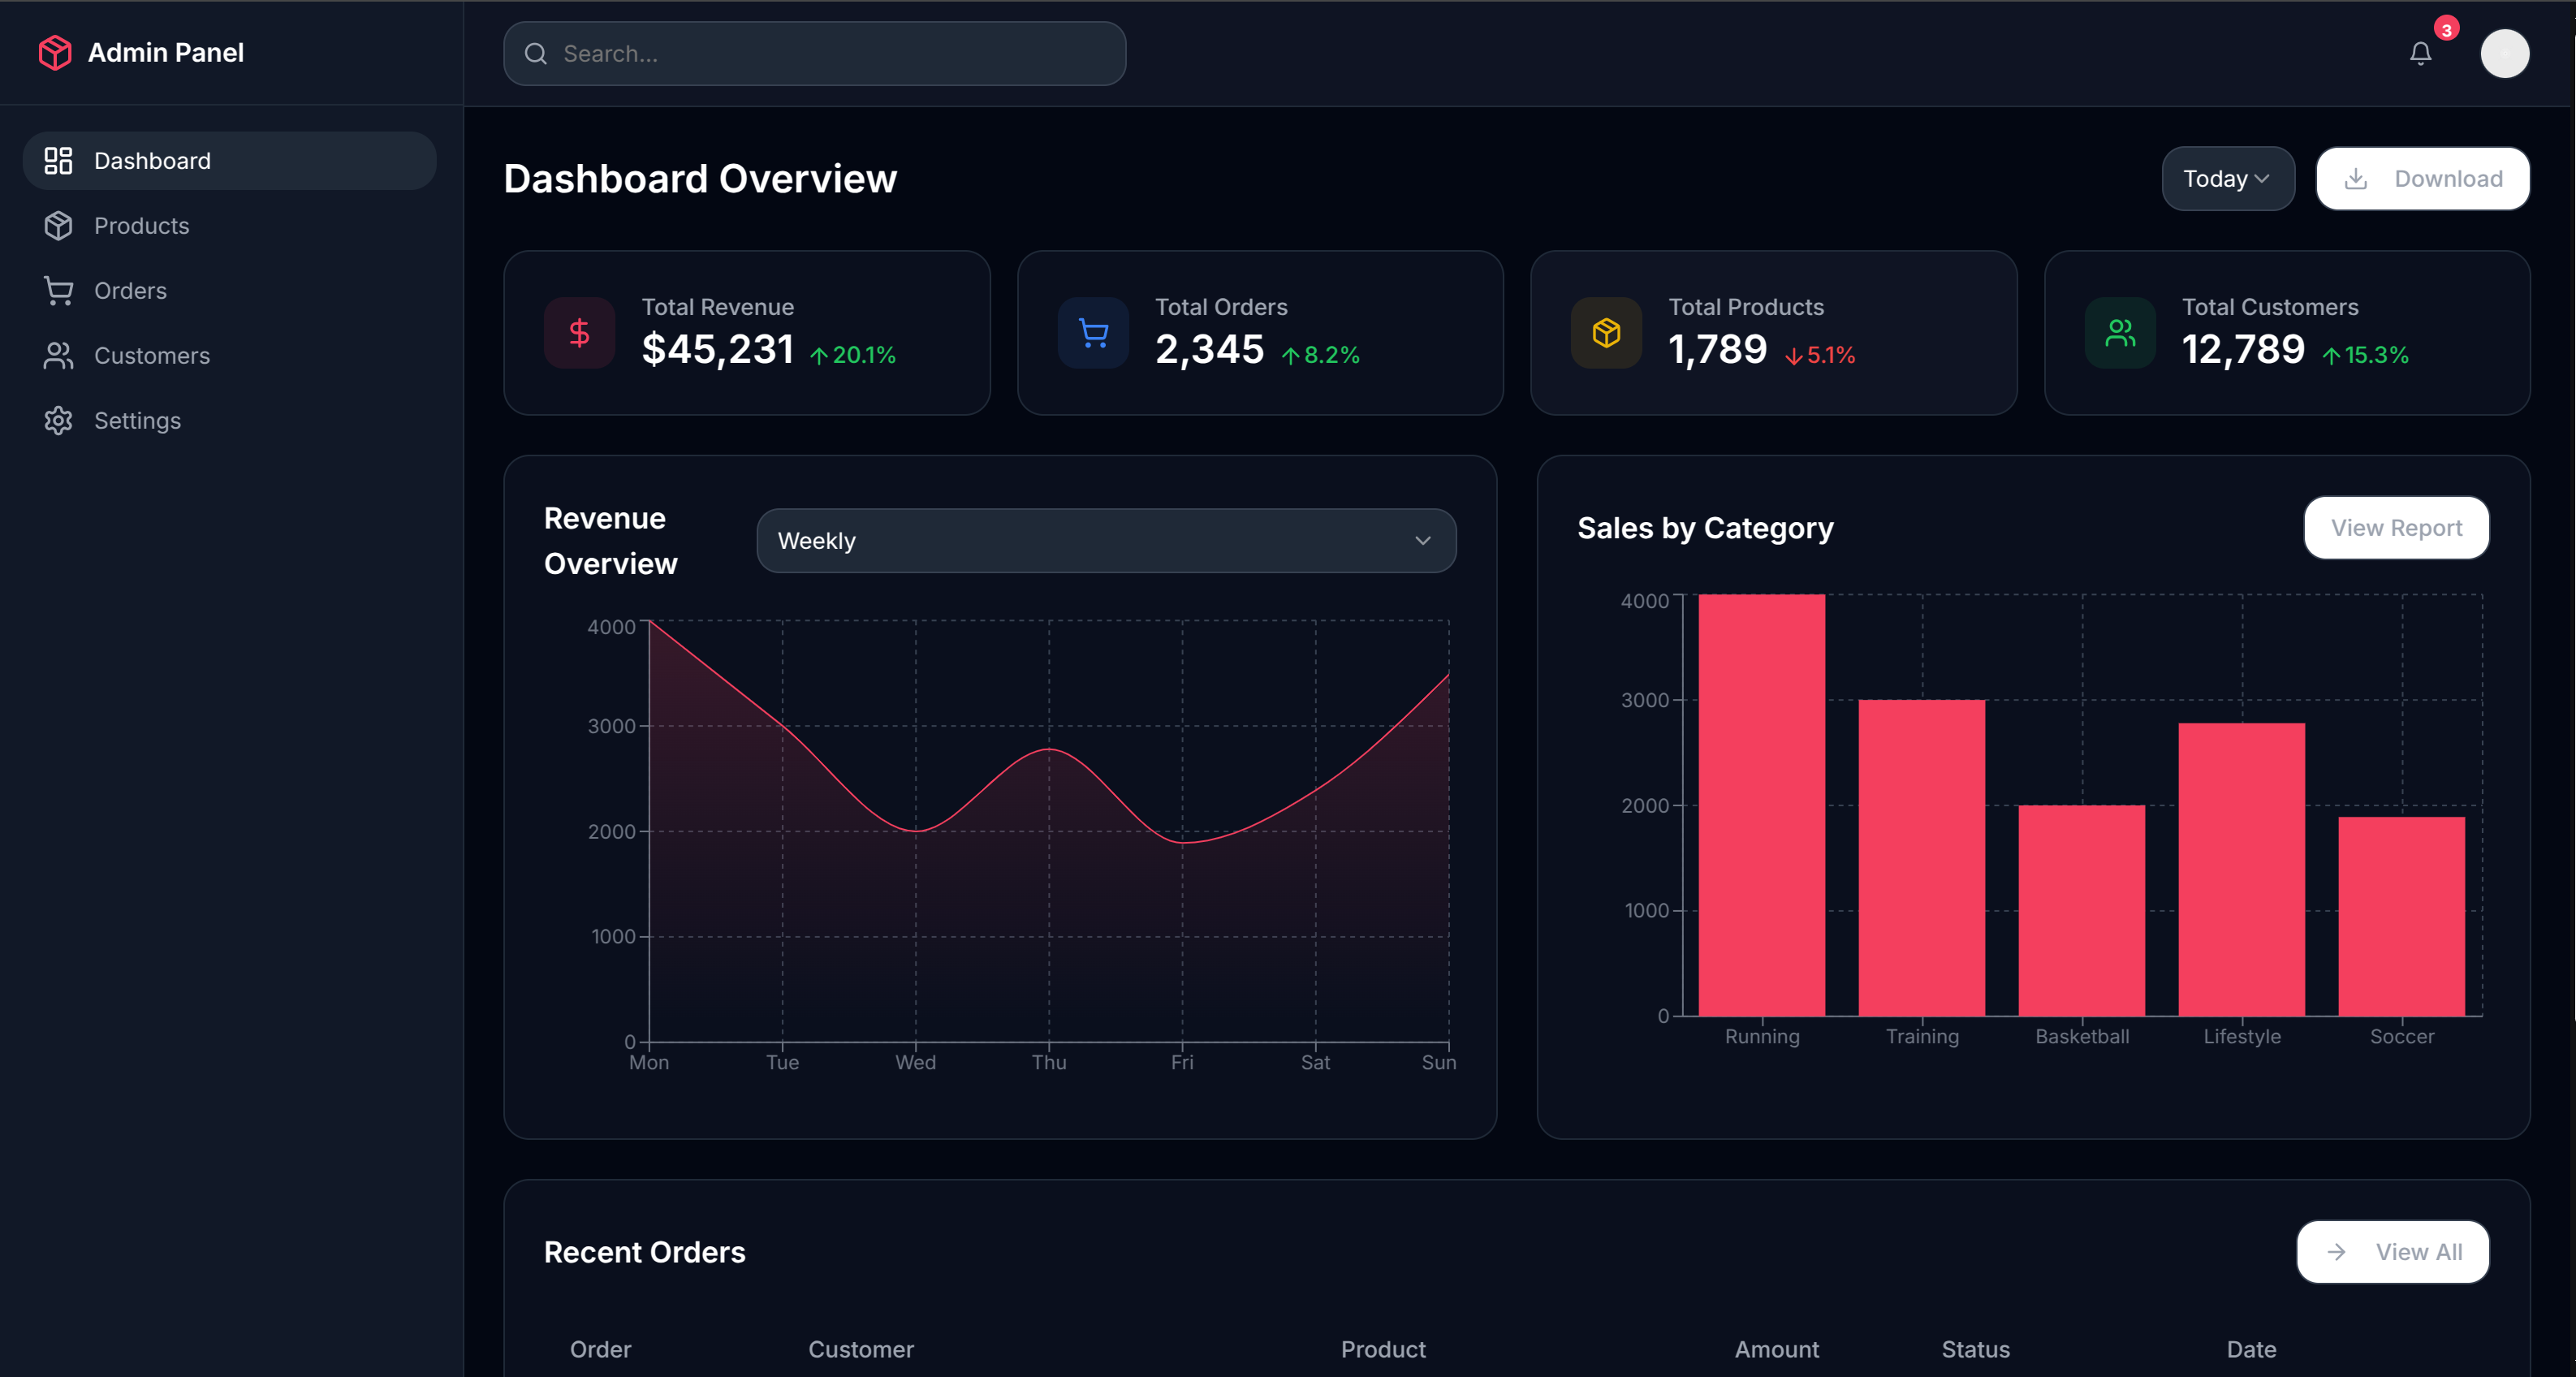 Admin Panel
Search...
3
Dashboard
Products
Orders
Customers
Settings
Dashboard Overview
Today
Download
Total Revenue
$45,231 20.1%
Total Orders
2,345 8.2%
Total Products
1,789 5.1%
Total Customers
12,789 15.3%
Revenue
Overview
Weekly
4000
3000
2000
1000
0
Mon Tue Wed Thu Fri Sat Sun
Sales by Category
View Report
4000
3000
2000
1000
0
Running Training Basketball Lifestyle Soccer
Recent Orders
View All
Order Customer Product Amount Status Date